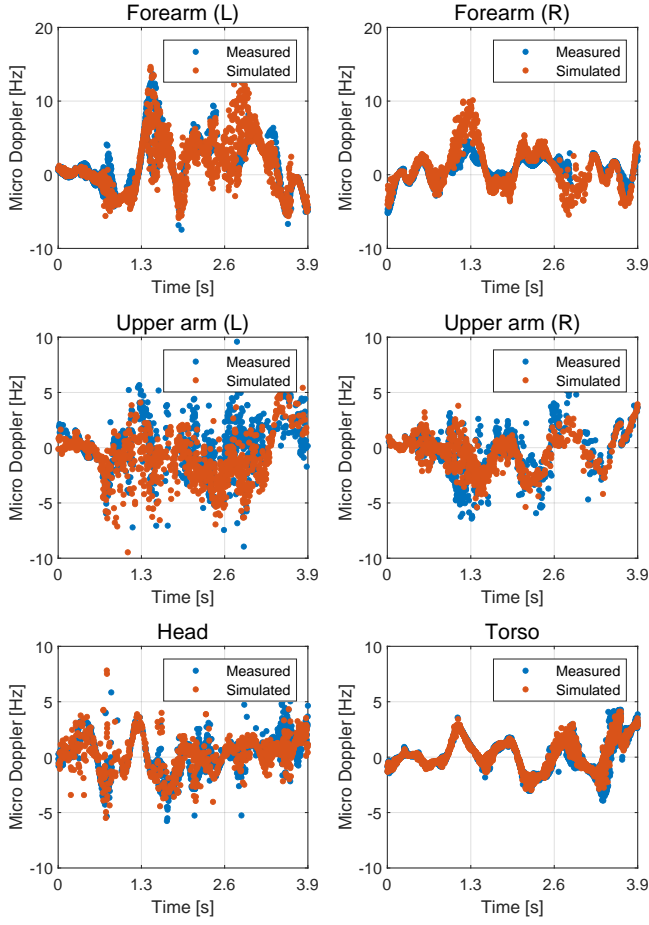 Forearm (L)
Micro Doppler [Hz]
20
10
0
-10
Measured
Simulated
0
1.3
2.6
3.9
Time [s]
Forearm (R)
Micro Doppler [Hz]
20
10
0
-10
Measured
Simulated
0
1.3
2.6
3.9
Time [s]
Upper arm (L)
Micro Doppler [Hz]
10
5
0
-5
-10
Measured
Simulated
0
1.3
2.6
3.9
Time [s]
Upper arm (R)
Micro Doppler [Hz]
10
5
0
-5
-10
Measured
Simulated
0
1.3
2.6
3.9
Time [s]
Head
Micro Doppler [Hz]
10
5
0
-5
-10
Measured
Simulated
0
1.3
2.6
3.9
Time [s]
Torso
Micro Doppler [Hz]
10
5
0
-5
-10
Measured
Simulated
0
1.3
2.6
3.9
Time [s]